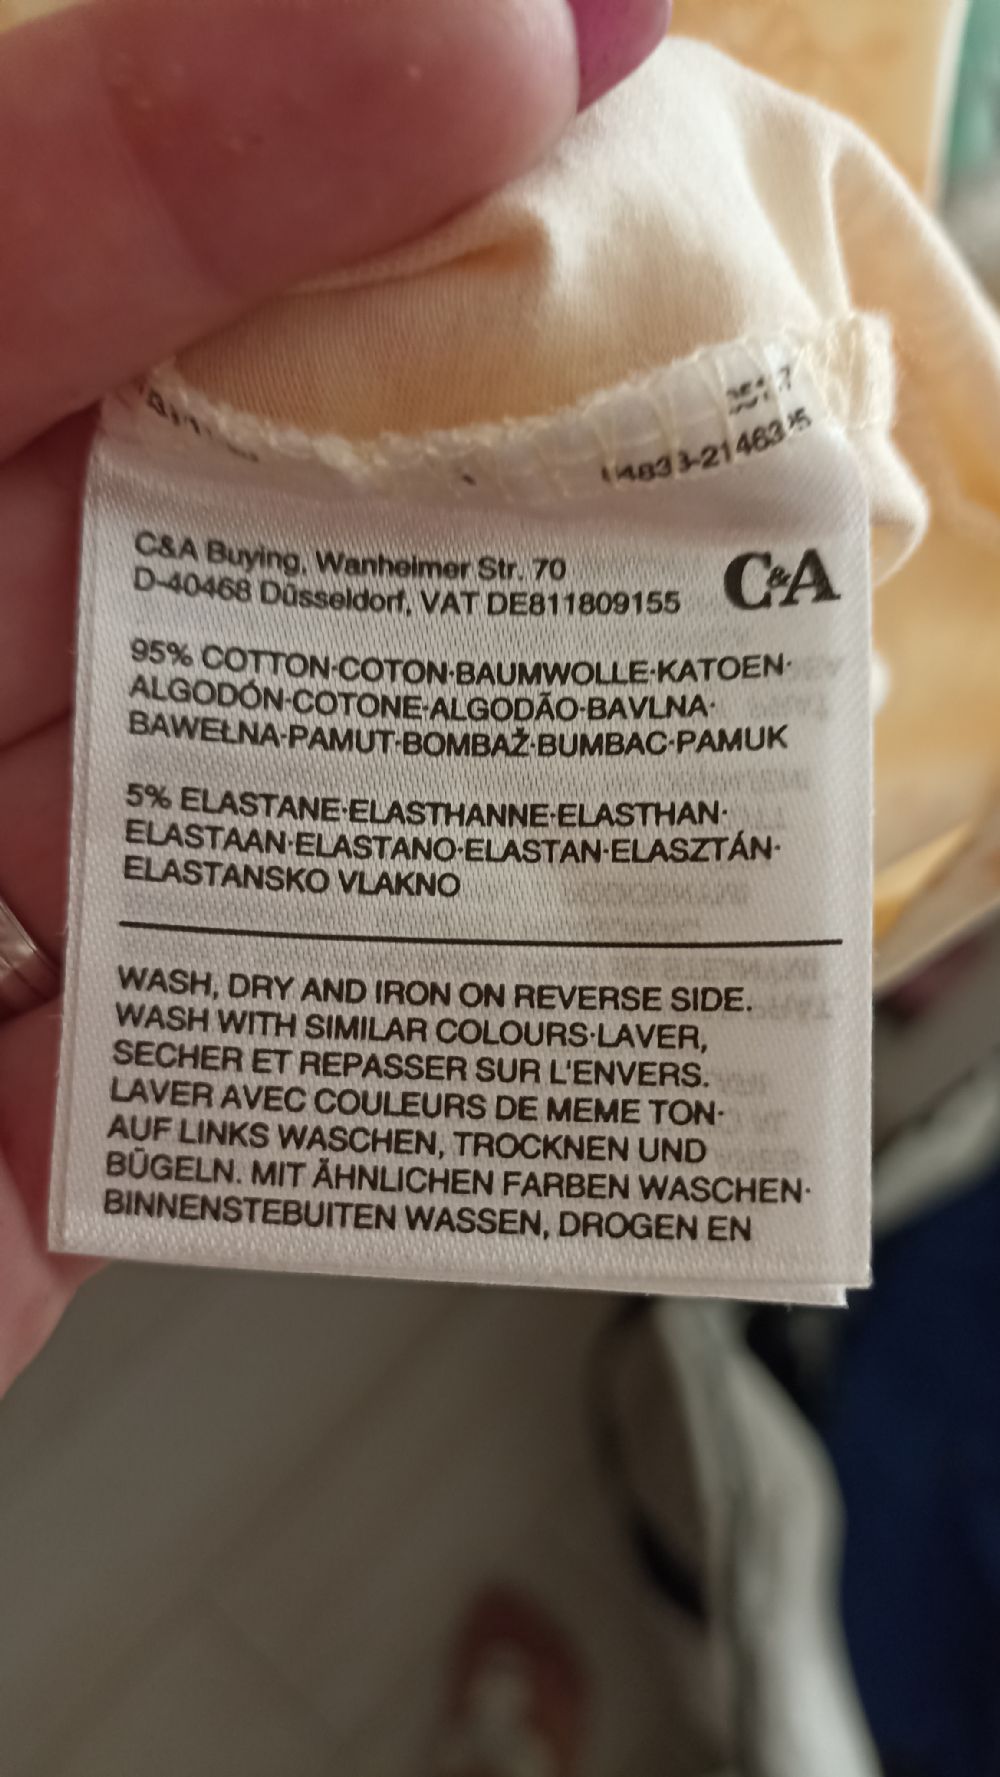 C&A Buying, Wanheimer Str. 70
D-40468 Düsseldorf, VAT DE811809155
C&A
95% COTTON·COTON·BAUMWOLLE·KATOEN·
ALGODÓN·COTONE·ALGODÃO·BAVLNA·
BAWEŁNA·PAMUT·BOMBAŽ·BUMBAC·PAMUK
5% ELASTANE·ELASTHANNE·ELASTHAN·
ELASTAAN·ELASTANO·ELASTAN·ELASZTÁN·
ELASTANSKO VLAKNO
WASH, DRY AND IRON ON REVERSE SIDE.
WASH WITH SIMILAR COLOURS·LAVER,
SECHER ET REPASSER SUR L'ENVERS.
LAVER AVEC COULEURS DE MEME TON·
AUF LINKS WASCHEN, TROCKNEN UND
BÜGELN. MIT ÄHNLICHEN FARBEN WASCHEN·
BINNENSTEBUITEN WASSEN, DROGEN EN